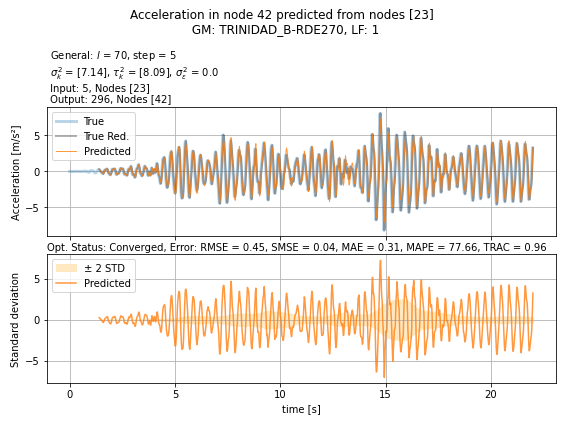 Acceleration in node 42 predicted from nodes [23]
GM: TRINIDAD_B-RDE270, LF: 1
General: l = 70, step = 5
σ²ₖ = [7.14], τ²ₖ = [8.09], σ²ε = 0.0
Input: 5, Nodes [23]
Output: 296, Nodes [42]
Acceleration [m/s²]
5
0
−5
True
True Red.
Predicted
Opt. Status: Converged, Error: RMSE = 0.45, SMSE = 0.04, MAE = 0.31, MAPE = 77.66, TRAC = 0.96
Standard deviation
5
0
−5
± 2 STD
Predicted
0 5 10 15 20
time [s]